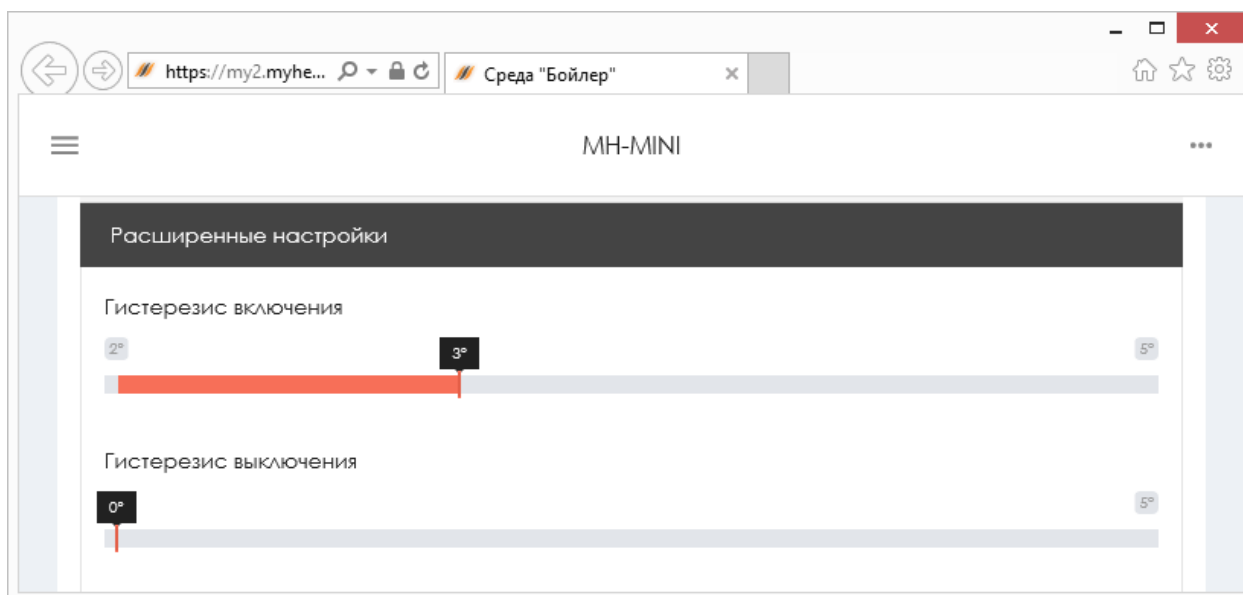 https://my2.myhe...
Среда "Бойлер"
MH-MINI
Расширенные настройки
Гистерезис включения
2° 3° 5°
Гистерезис выключения
0° 5°